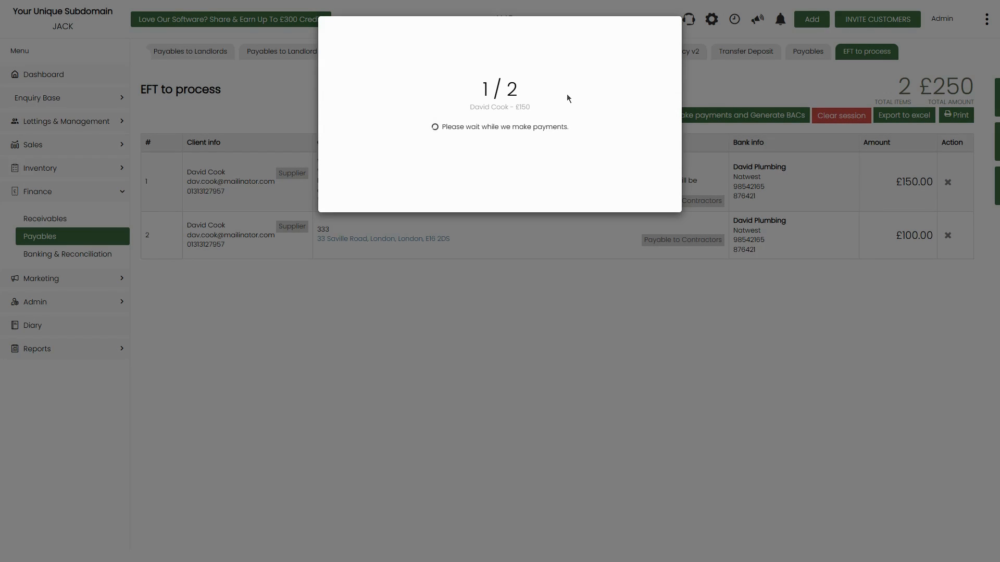 Your Unique Subdomain
JACK
Love Our Software? Share & Earn Up To £300 Cred
Add
INVITE CUSTOMERS
Admin
Menu
Dashboard
Enquiry Base
Lettings & Management
Sales
Inventory
Finance
Receivables
Payables
Banking & Reconciliation
Marketing
Admin
Diary
Reports
Payables to Landlords
Payables to Landlord
cy v2
Transfer Deposit
Payables
EFT to process
EFT to process
2 £250
TOTAL ITEMS TOTAL AMOUNT
ke payments and Generate BACs
Clear session
Export to excel
Print
1 / 2
David Cook - £150
Please wait while we make payments.
# Client info Bank info Amount Action
1
David Cook
Supplier
dav.cook@mailinator.com
01313127957
ill be
Contractors
David Plumbing
Natwest
98542165
876421
£150.00
2
David Cook
Supplier
dav.cook@mailinator.com
01313127957
333
33 Saville Road, London, London, E16 2DS
Payable to Contractors
David Plumbing
Natwest
98542165
876421
£100.00